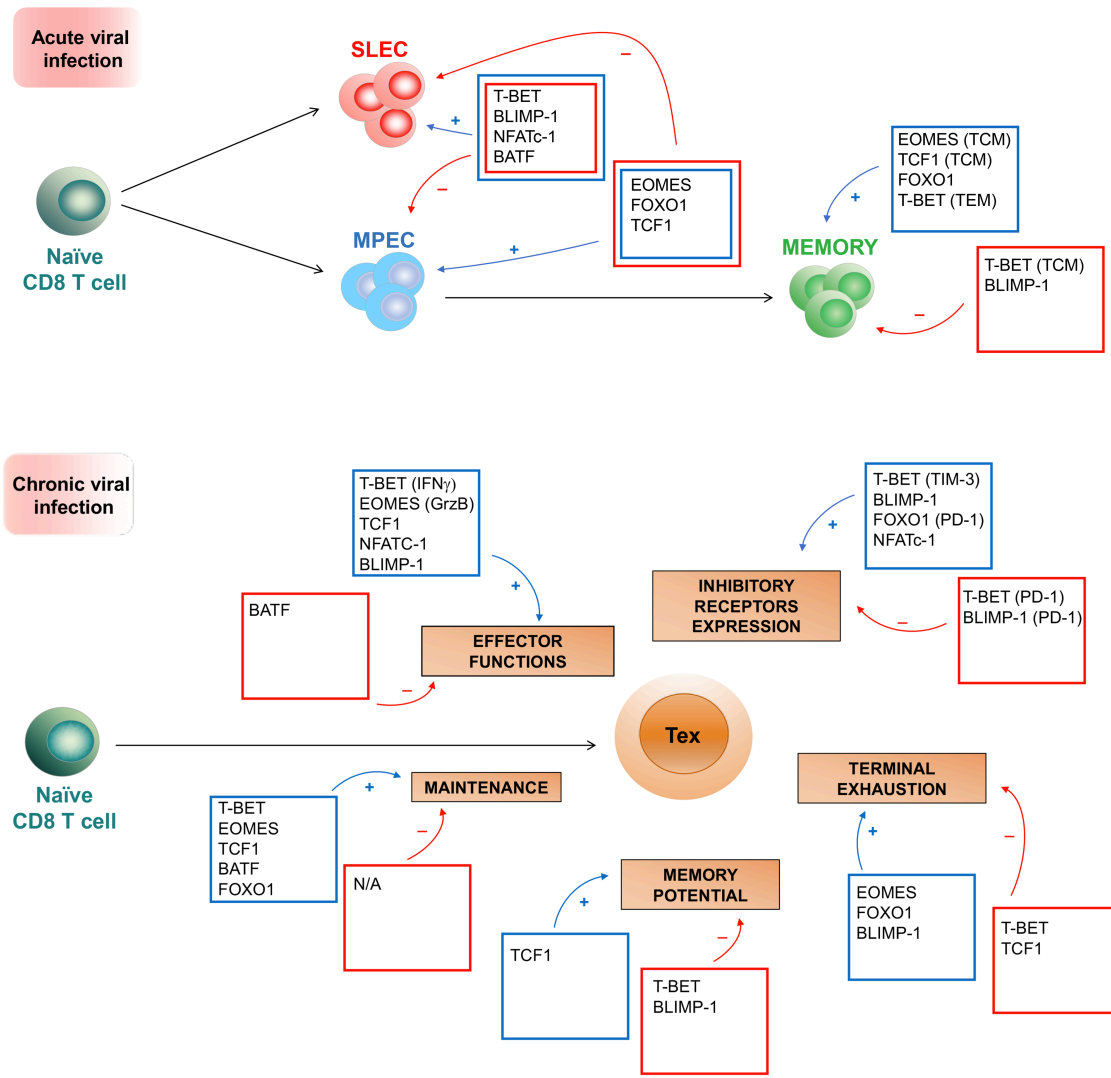 Acute viral
infection
SLEC
–
T-BET
BLIMP-1
NFATc-1
BATF
+
–
EOMES
FOXO1
TCF1
+
EOMES (TCM)
TCF1 (TCM)
FOXO1
T-BET (TEM)
+
Naïve
CD8 T cell
MPEC
MEMORY
T-BET (TCM)
BLIMP-1
–
Chronic viral
infection
T-BET (IFNγ)
EOMES (GrzB)
TCF1
NFATC-1
BLIMP-1
+
T-BET (TIM-3)
BLIMP-1
FOXO1 (PD-1)
NFATc-1
+
INHIBITORY
RECEPTORS
EXPRESSION
BATF
–
EFFECTOR
FUNCTIONS
T-BET (PD-1)
BLIMP-1 (PD-1)
–
Naïve
CD8 T cell
Tex
T-BET
EOMES
TCF1
BATF
FOXO1
+
MAINTENANCE
–
N/A
TERMINAL
EXHAUSTION
+
–
MEMORY
POTENTIAL
+
–
TCF1
T-BET
BLIMP-1
EOMES
FOXO1
BLIMP-1
T-BET
TCF1